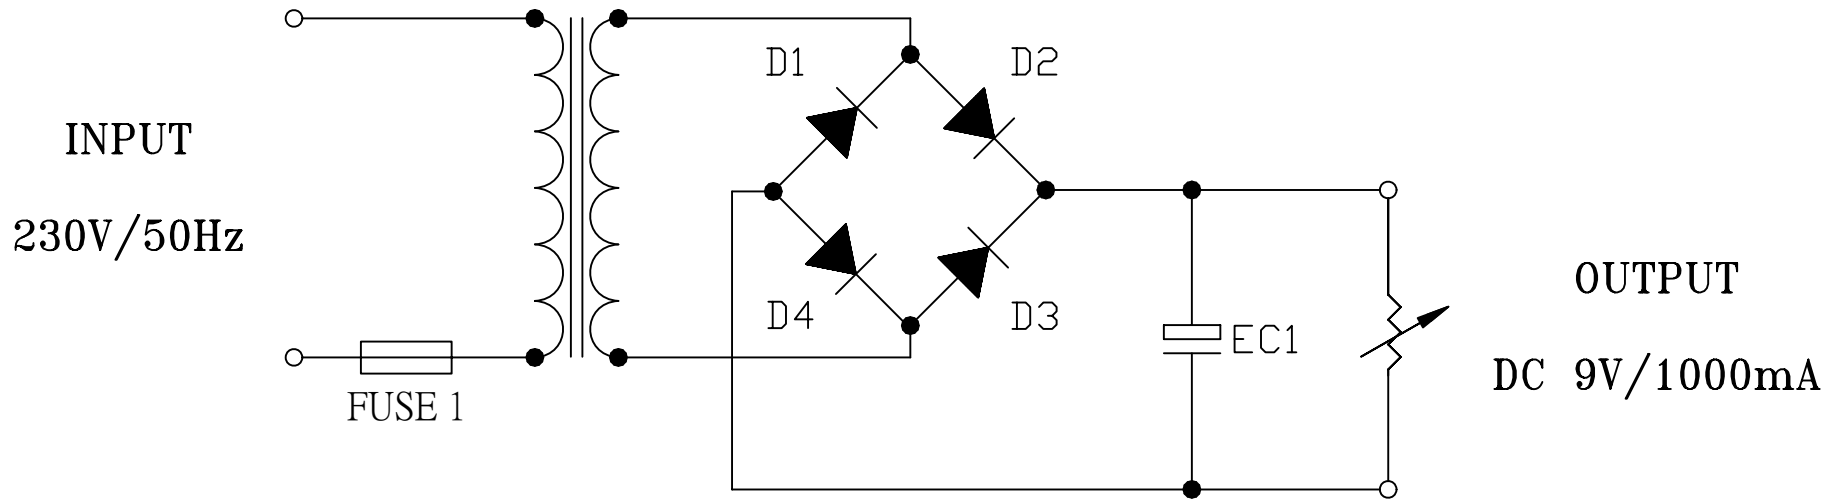 D1
D2
INPUT
230V/50Hz
OUTPUT
D4
D3
EC1
DC 9V/1000mA
FUSE 1